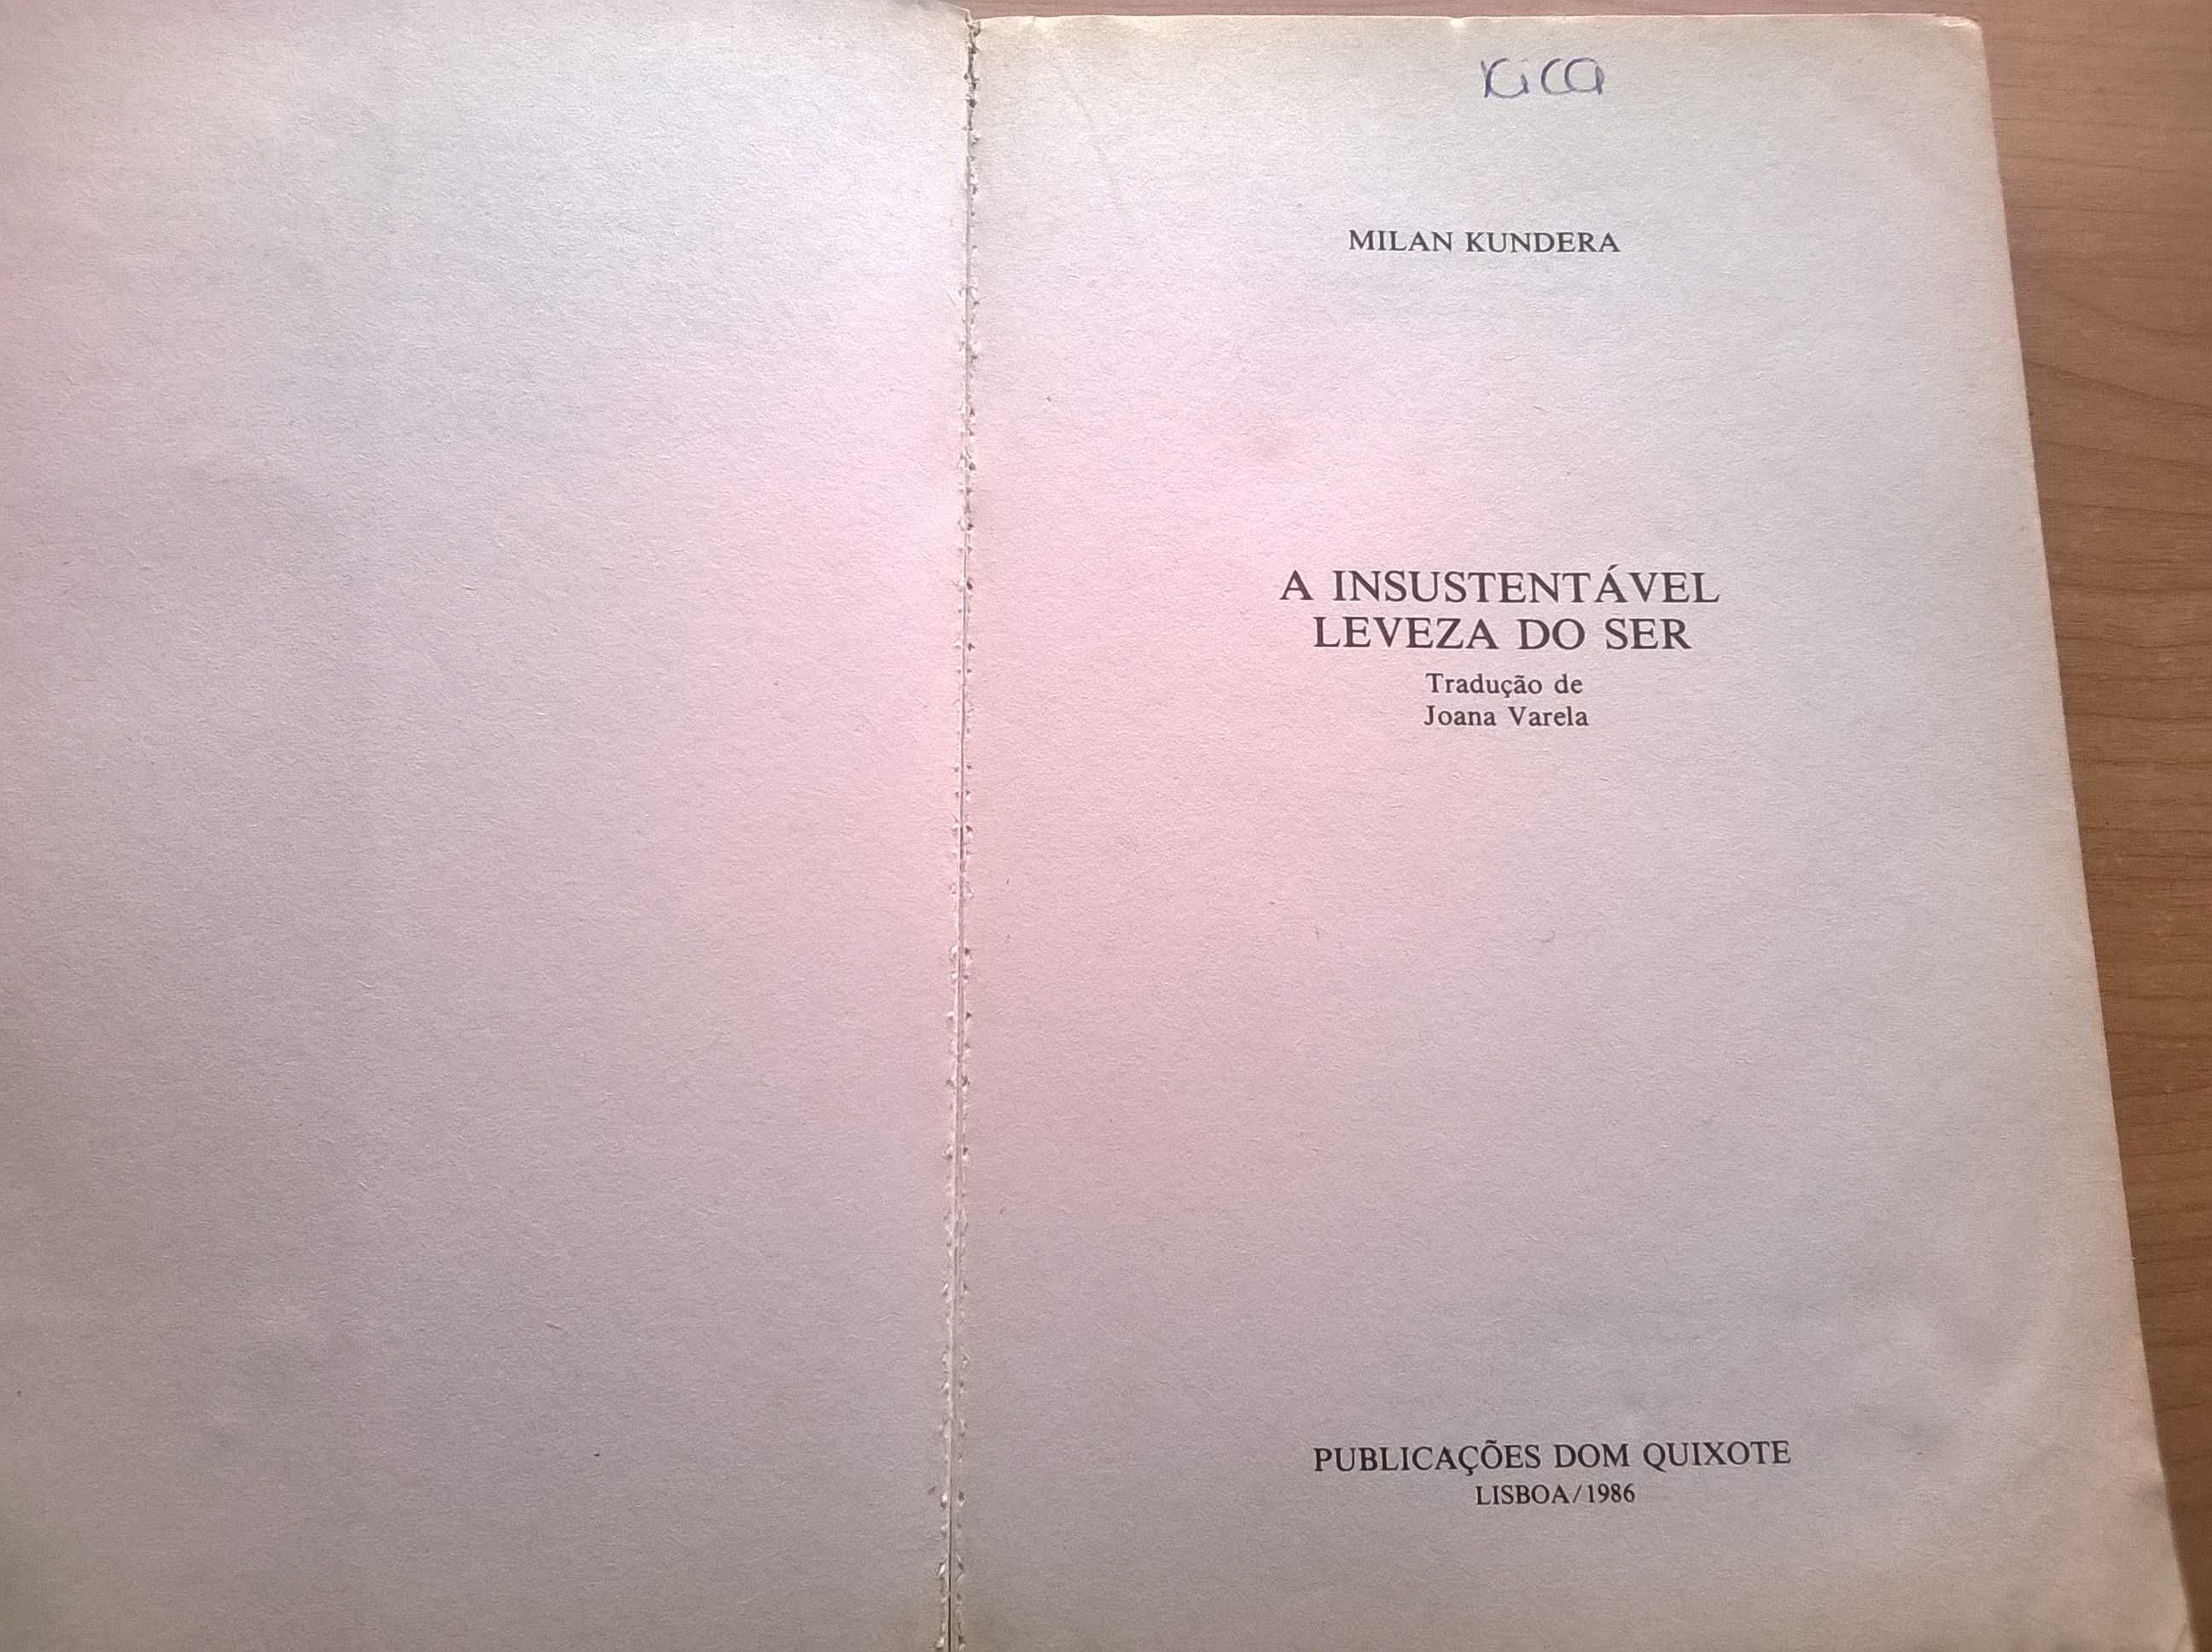 MILAN KUNDERA
A INSUSTENTÁVEL
LEVEZA DO SER
Tradução de
Joana Varela
PUBLICAÇÕES DOM QUIXOTE
LISBOA/1986